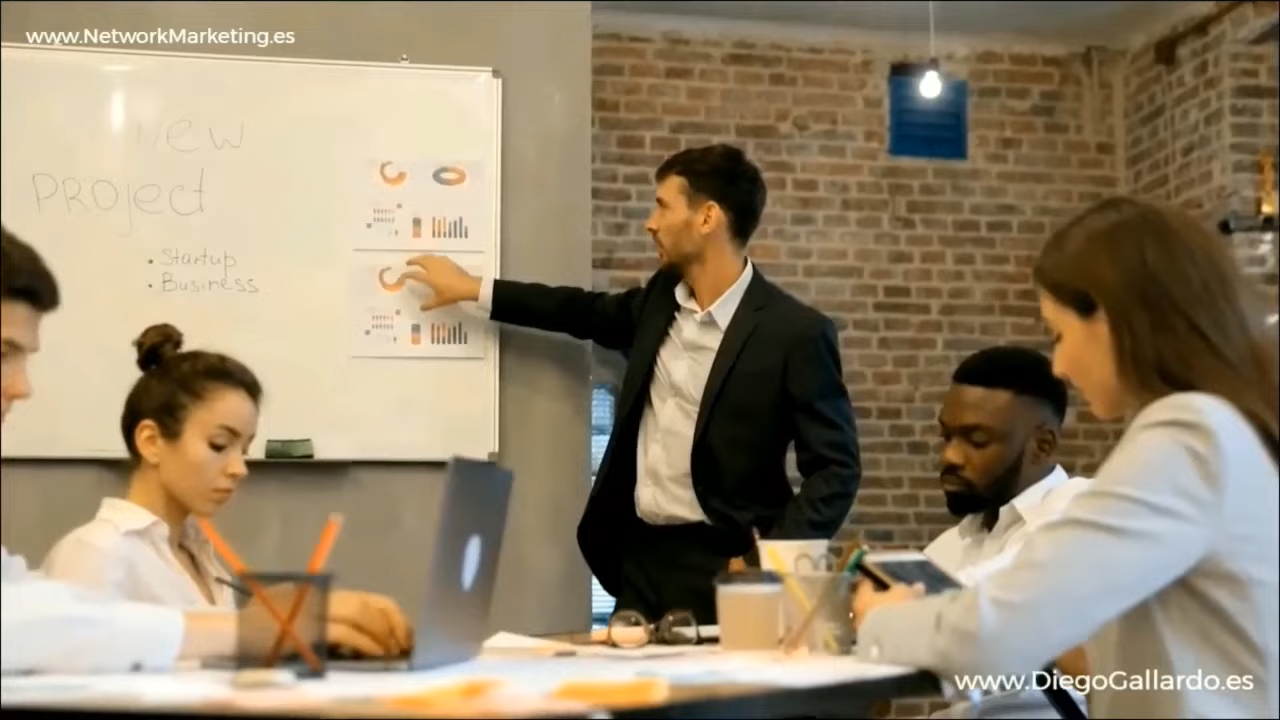 www.NetworkMarketing.es
New
PROject
• Startup
• Business
www.DiegoGallardo.es